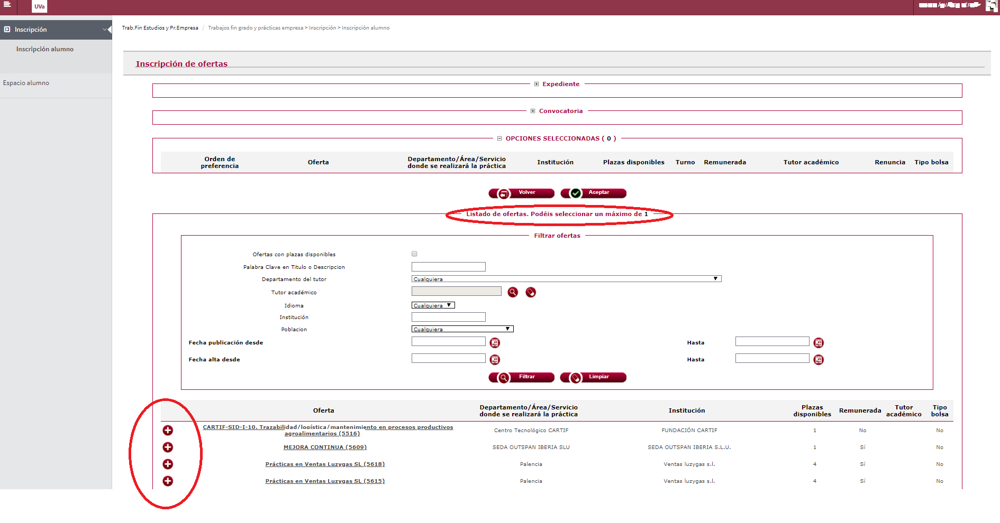 UVa
Inscripción
Inscripción alumno
Espacio alumno
Trab.Fin Estudios y Pr.Empresa / Trabajos fin grado y prácticas empresa > Inscripción > Inscripción alumno
Inscripción de ofertas
Expediente
Convocatoria
OPCIONES SELECCIONADAS ( 0 )
Orden de preferencia Oferta Departamento/Área/Servicio donde se realizará la práctica Institución Plazas disponibles Turno Remunerada Tutor académico Renuncia Tipo bolsa
Volver Aceptar
Listado de ofertas. Podéis seleccionar un máximo de 1
Filtrar ofertas
Ofertas con plazas disponibles
Palabra Clave en Titulo o Descripcion
Departamento del tutor Cualquiera
Tutor académico
Idioma Cualquiera
Institución
Poblacion Cualquiera
Fecha publicación desde Hasta
Fecha alta desde Hasta
Filtrar Limpiar
Oferta Departamento/Área/Servicio donde se realizará la práctica Institución Plazas disponibles Remunerada Tutor académico Tipo bolsa
CARTIF-SID-I-10. Trazabilidad/logística/mantenimiento en procesos productivos
agroalimentarios (5516) Centro Tecnológico CARTIF FUNDACIÓN CARTIF 1 No No
MEJORA CONTINUA (5609) SEDA OUTSPAN IBERIA SLU SEDA OUTSPAN IBERIA S.L.U. 1 Sí No
Prácticas en Ventas Luzygas SL (5618) Palencia Ventas luzygas s.l. 4 Sí No
Prácticas en Ventas Luzygas SL (5615) Palencia Ventas luzygas s.l. 4 Sí No